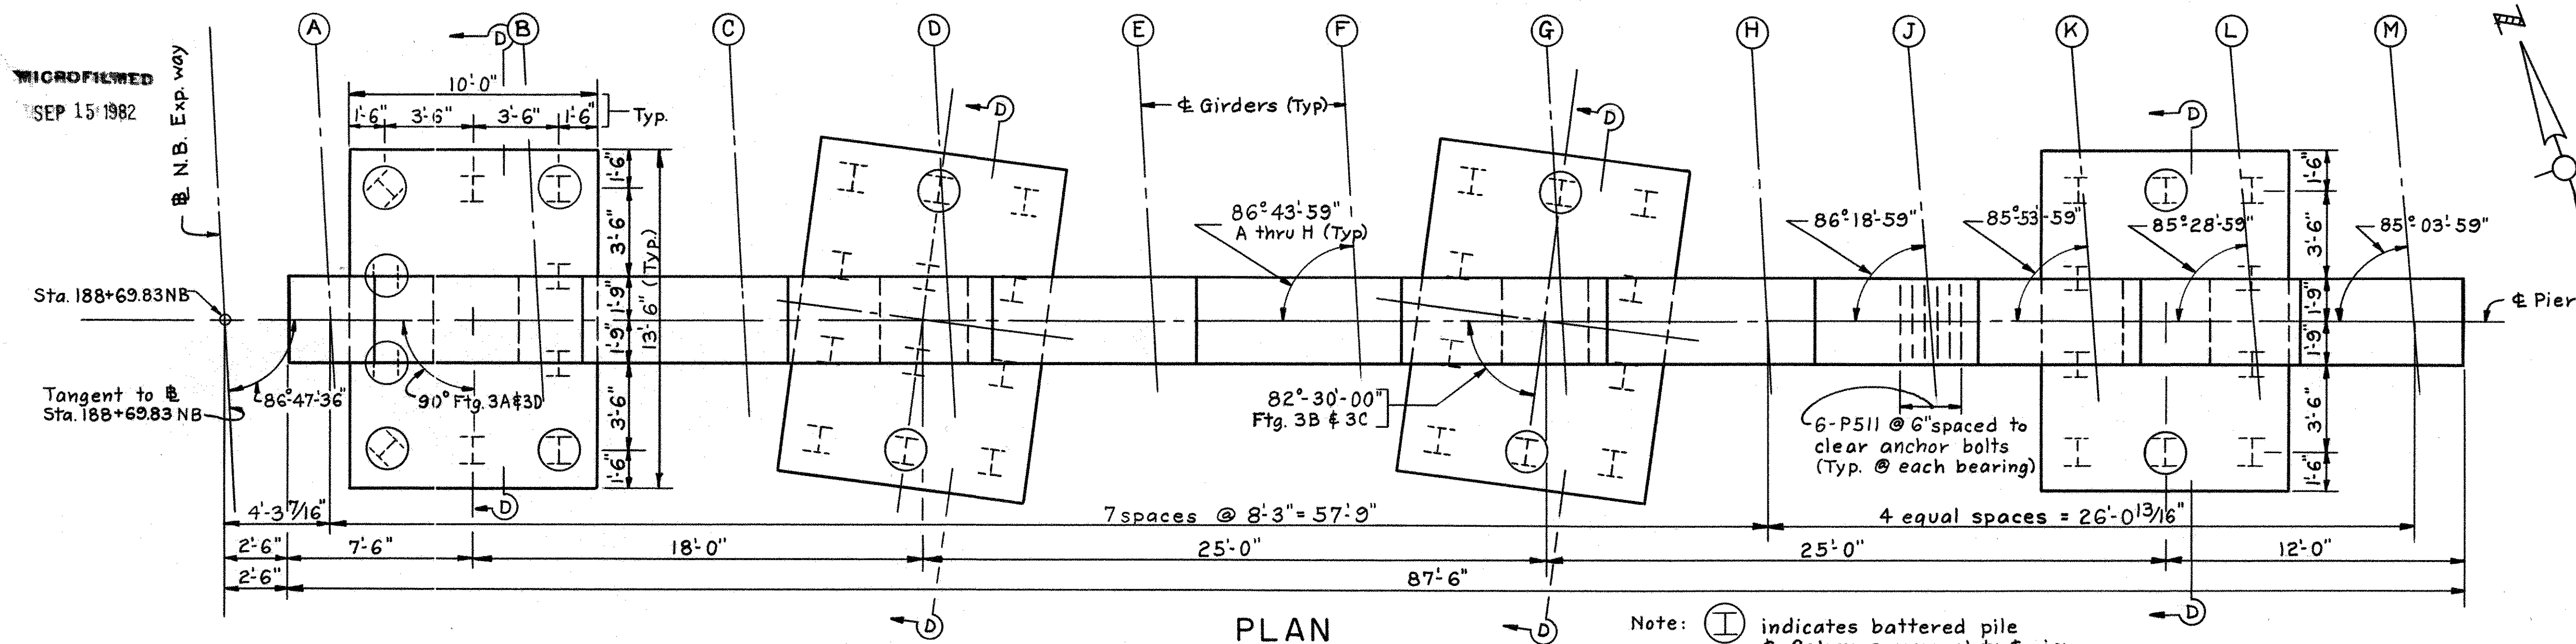 A
B
C
D
E
F
G
H
J
K
L
M
N
MICROFILMED
SEP 15 1982
℄ N.B. Exp. way
D
10'-0"
1'-6"
3'-6"
3'-6"
1'-6"
Typ.
D
℄ Girders (Typ)
D
D
1'-6"
3'-6"
1'-9"
1'-9"
3'-6"
1'-6"
13'-6" (Typ.)
86°-43'-59"
A thru H (Typ)
86°-18'-59"
85°-53'-59"
85°-28'-59"
85°-03'-59"
1'-6"
3'-6"
1'-9"
1'-9"
3'-6"
1'-6"
Sta. 188+69.83 NB
℄ Pier
Tangent to ℄
Sta. 188+69.83 NB
86°-47'-36"
90° Ftg. 3A & 3D
82°-30'-00"
Ftg. 3B & 3C
6-P511 @ 6" spaced to
clear anchor bolts
(Typ. @ each bearing)
D
4'-3 7/16"
7 spaces @ 8'-3" = 57'-9"
4 equal spaces = 26'-0 13/16"
2'-6"
7'-6"
18'-0"
25'-0"
25'-0"
12'-0"
2'-6"
87'-6"
D
D
D
PLAN
Note: I indicates battered pile